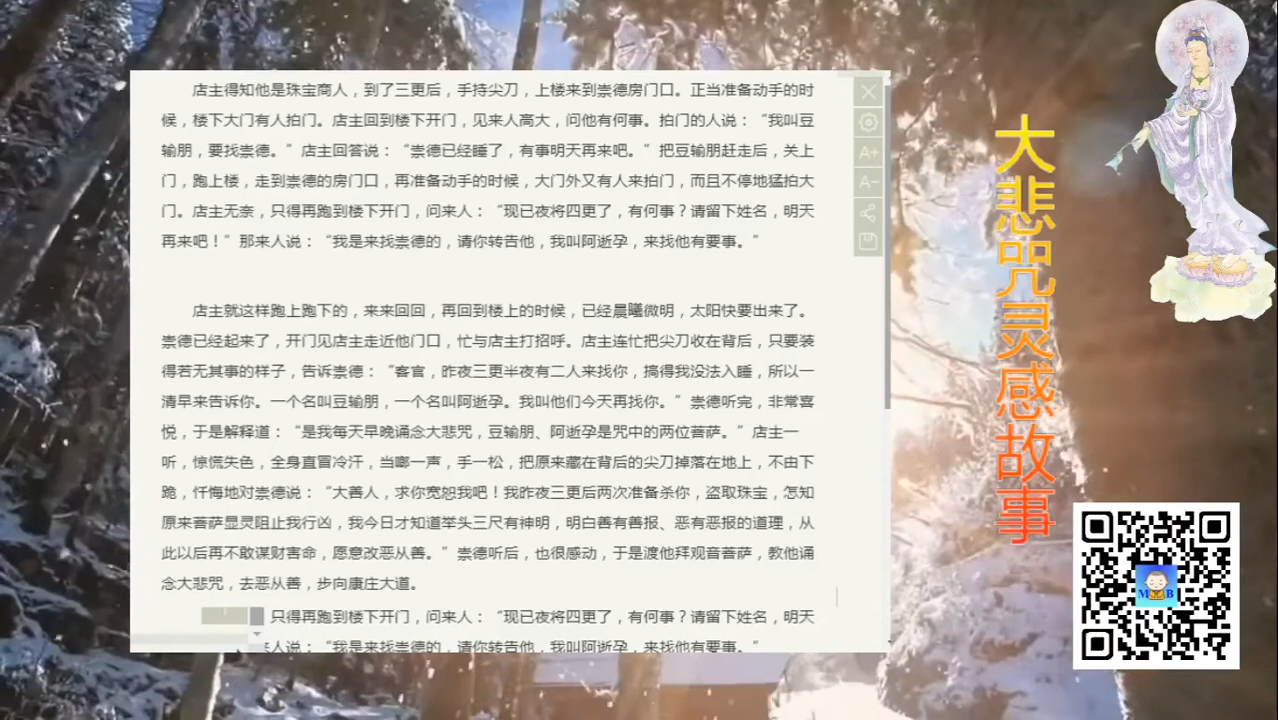 店主得知他是珠宝商人，到了三更后，手持尖刀，上楼来到崇德房门口。正当准备动手的时
候，楼下大门有人拍门。店主回到楼下开门，见来人高大，问他有何事。拍门的人说：“我叫豆
输朋，要找崇德。”店主回答说：“崇德已经睡了，有事明天再来吧。”把豆输朋赶走后，关上
门，跑上楼，走到崇德的房门口，再准备动手的时候，大门外又有人来拍门，而且不停地猛拍大
门。店主无奈，只得再跑到楼下开门，问来人：“现已夜将四更了，有何事？请留下姓名，明天
再来吧！”那来人说：“我是来找崇德的，请你转告他，我叫阿逝孕，来找他有要事。”
店主就这样跑上跑下的，来来回回，再回到楼上的时候，已经晨曦微明，太阳快要出来了。
崇德已经起来了，开门见店主走近他门口，忙与店主打招呼。店主连忙把尖刀收在背后，只要装
得若无其事的样子，告诉崇德：“客官，昨夜三更半夜有二人来找你，搞得我没法入睡，所以一
清早来告诉你。一个名叫豆输朋，一个名叫阿逝孕。我叫他们今天再找你。”崇德听完，非常喜
悦，于是解释道：“是我每天早晚诵念大悲咒，豆输朋、阿逝孕是咒中的两位菩萨。”店主一
听，惊慌失色，全身直冒冷汗，当啷一声，手一松，把原来藏在背后的尖刀掉落在地上，不由下
跪，忏悔地对崇德说：“大善人，求你宽恕我吧！我昨夜三更后两次准备杀你，盗取珠宝，怎知
原来菩萨显灵阻止我行凶，我今日才知道举头三尺有神明，明白善有善报、恶有恶报的道理，从
此以后再不敢谋财害命，愿意改恶从善。”崇德听后，也很感动，于是渡他拜观音菩萨，教他诵
念大悲咒，去恶从善，步向康庄大道。
只得再跑到楼下开门，问来人：“现已夜将四更了，有何事？请留下姓名，明天
人说：“我是来找崇德的，请你转告他，我叫阿逝孕，来找他有要事。”
A+
A-
大悲咒灵感故事